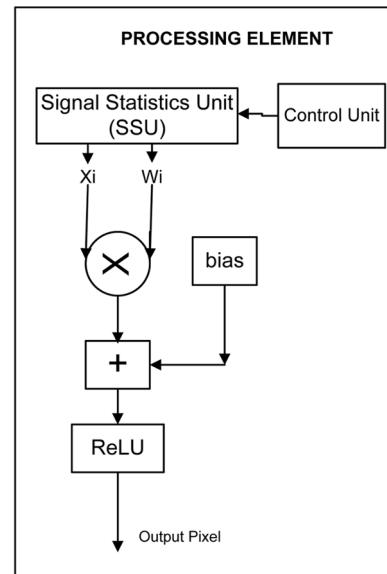 PROCESSING ELEMENT
Signal Statistics Unit
(SSU)
Control Unit
Xi
Wi
X
bias
+
ReLU
Output Pixel